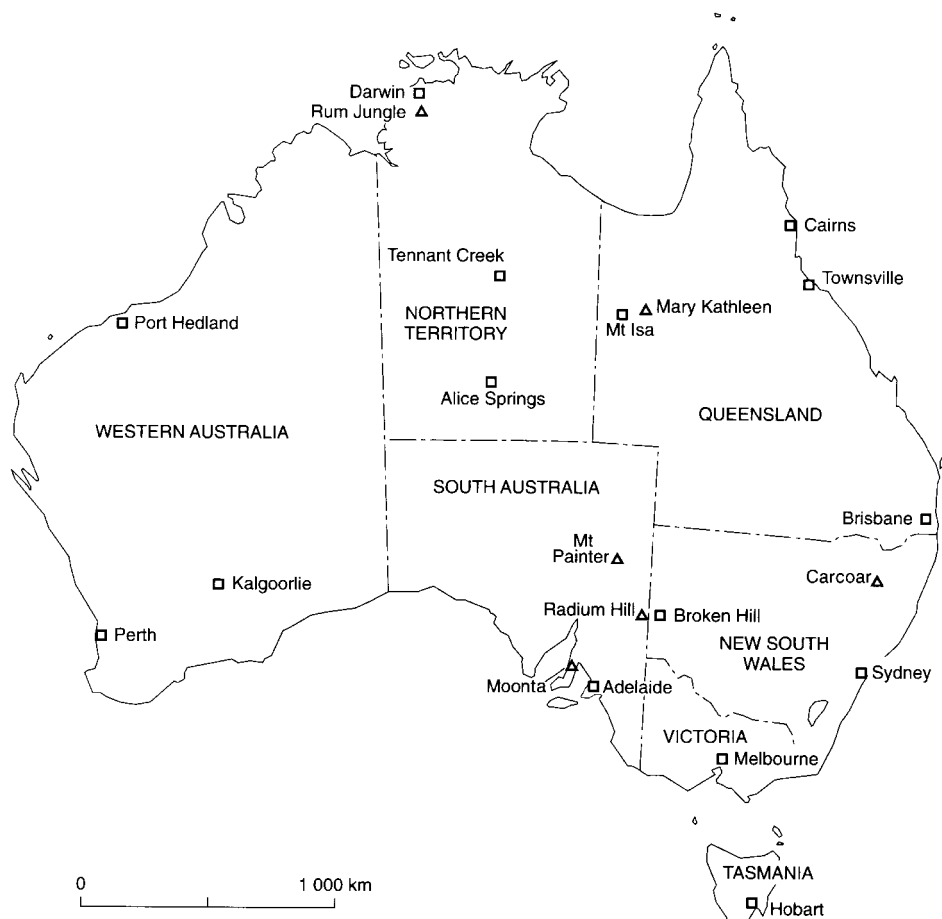 Darwin
Rum Jungle
Cairns
Tennant Creek
Townsville
NORTHERN
TERRITORY
Mary Kathleen
Port Hedland
Mt Isa
Alice Springs
QUEENSLAND
WESTERN AUSTRALIA
SOUTH AUSTRALIA
Brisbane
Mt
Painter
Kalgoorlie
Carcoar
Radium Hill
Broken Hill
Perth
NEW SOUTH
WALES
Sydney
Moonta
Adelaide
VICTORIA
Melbourne
TASMANIA
0 1 000 km
Hobart